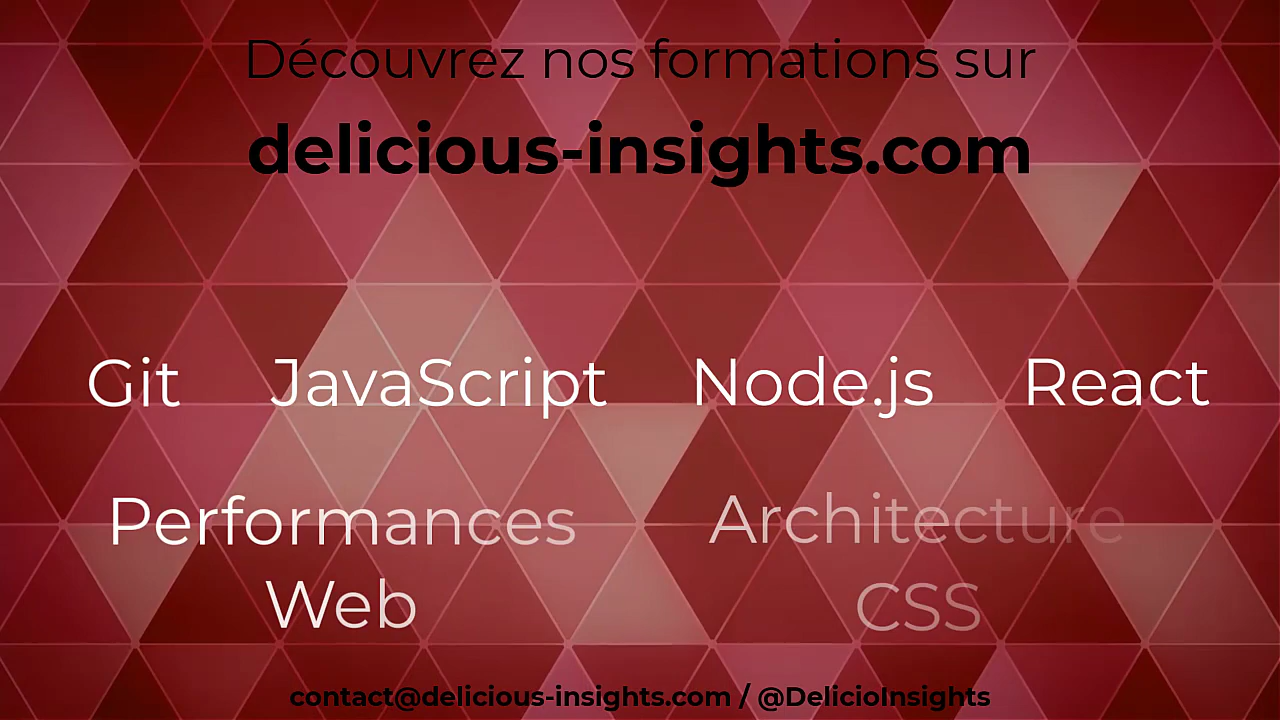 Découvrez nos formations sur
delicious-insights.com
Git JavaScript Node.js React
Performances Architecture
Web CSS
contact@delicious-insights.com / @DelicioInsights